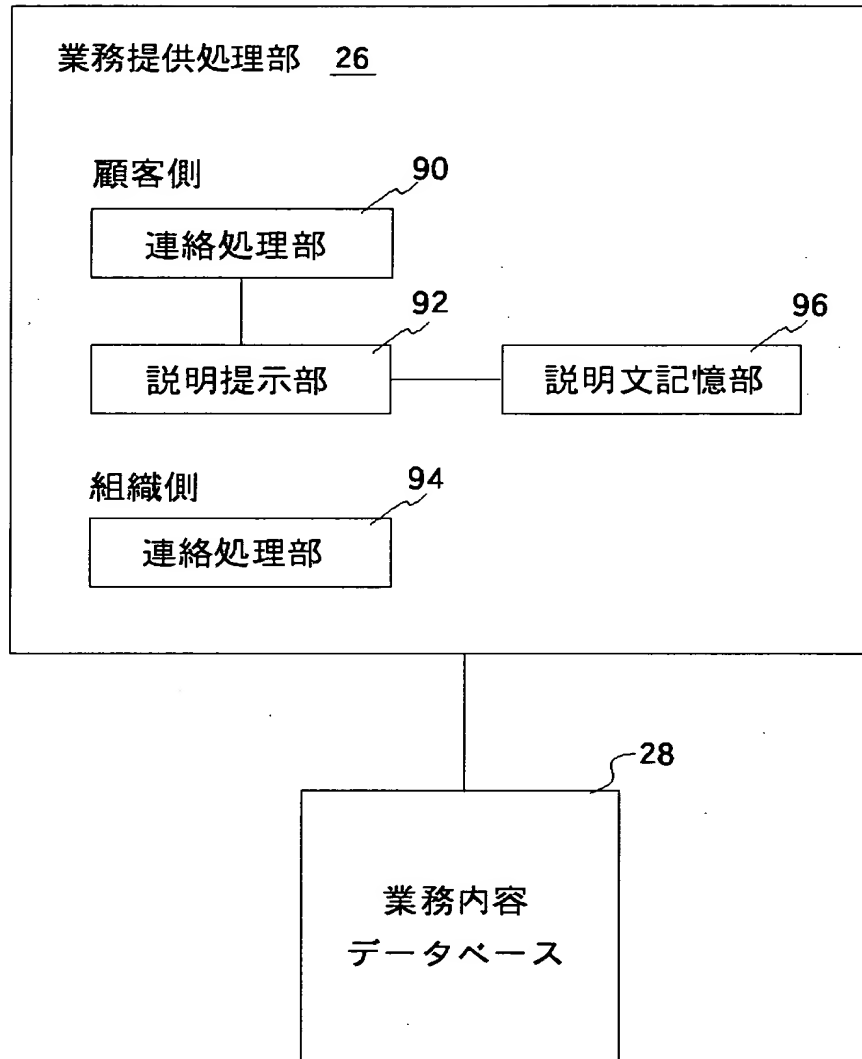 業務提供処理部 26
顧客側
90
連絡処理部
92
説明提示部
96
説明文記憶部
組織側
94
連絡処理部
28
業務内容
データベース